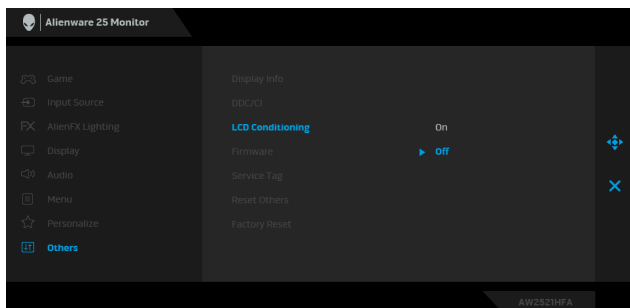 Alienware 25 Monitor
Game
Input Source
AlienFX Lighting
Display
Audio
Menu
Personalize
Others
Display Info
DDC/CI
LCD Conditioning On
Firmware Off
Service Tag
Reset Others
Factory Reset
AW2521HFA